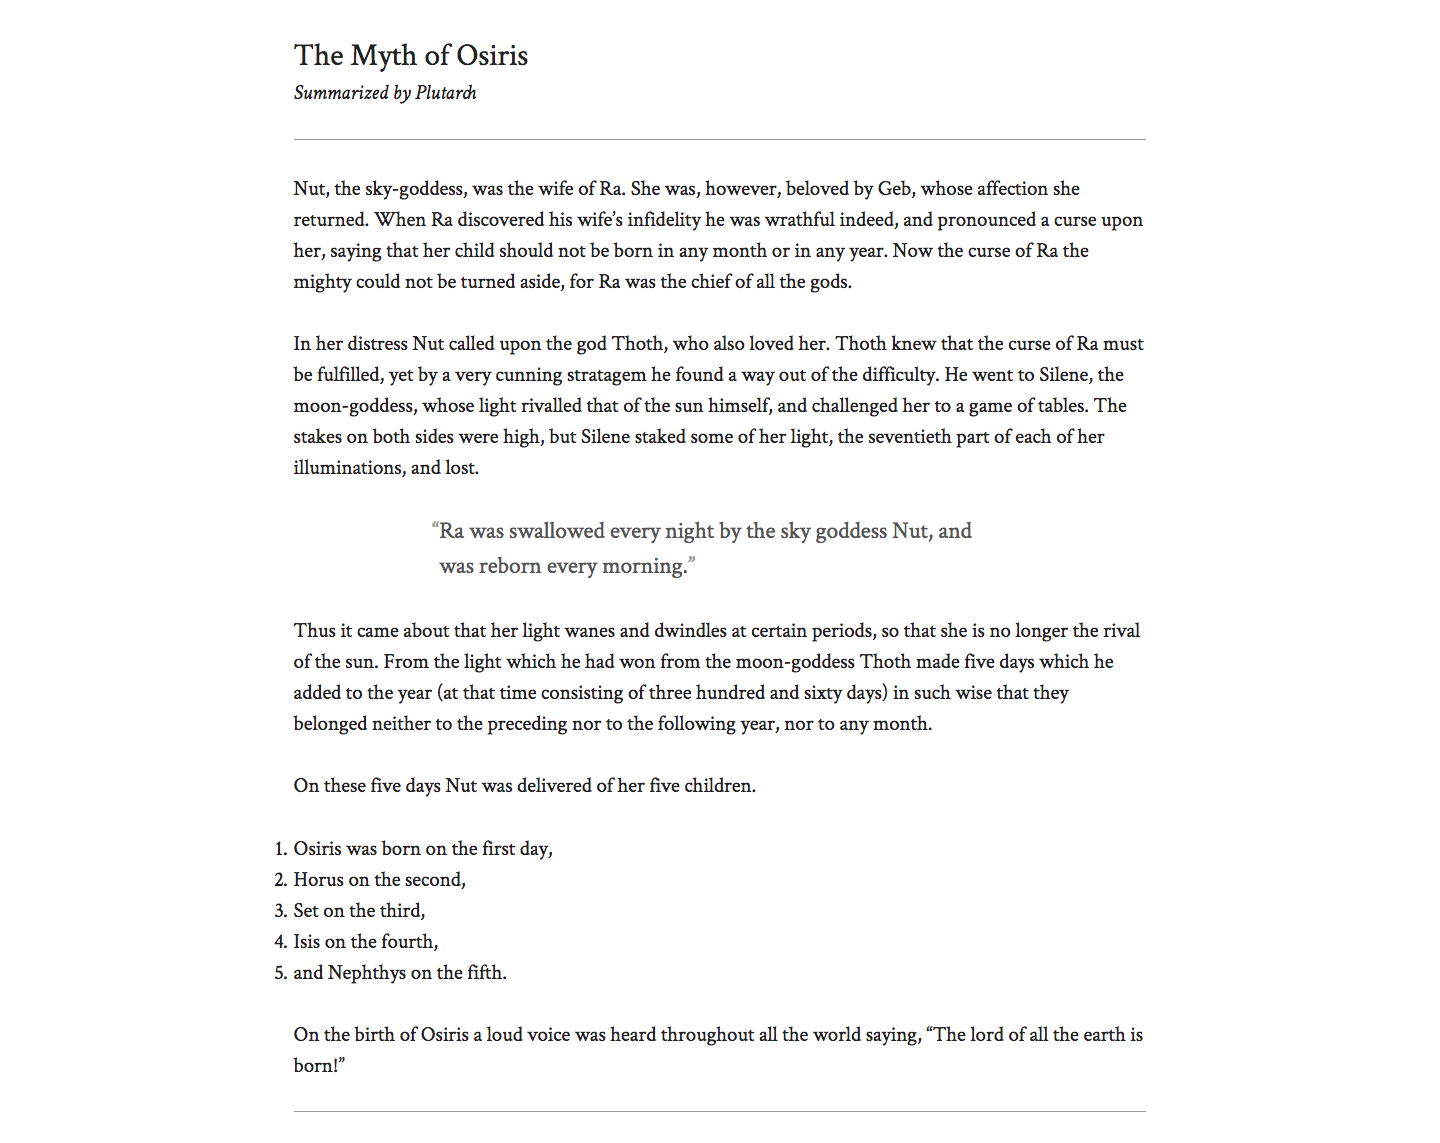 The Myth of Osiris
Summarized by Plutarch
Nut, the sky-goddess, was the wife of Ra. She was, however, beloved by Geb, whose affection she
returned. When Ra discovered his wife’s infidelity he was wrathful indeed, and pronounced a curse upon
her, saying that her child should not be born in any month or in any year. Now the curse of Ra the
mighty could not be turned aside, for Ra was the chief of all the gods.
In her distress Nut called upon the god Thoth, who also loved her. Thoth knew that the curse of Ra must
be fulfilled, yet by a very cunning stratagem he found a way out of the difficulty. He went to Silene, the
moon-goddess, whose light rivalled that of the sun himself, and challenged her to a game of tables. The
stakes on both sides were high, but Silene staked some of her light, the seventieth part of each of her
illuminations, and lost.
“Ra was swallowed every night by the sky goddess Nut, and
was reborn every morning.”
Thus it came about that her light wanes and dwindles at certain periods, so that she is no longer the rival
of the sun. From the light which he had won from the moon-goddess Thoth made five days which he
added to the year (at that time consisting of three hundred and sixty days) in such wise that they
belonged neither to the preceding nor to the following year, nor to any month.
On these five days Nut was delivered of her five children.
1. Osiris was born on the first day,
2. Horus on the second,
3. Set on the third,
4. Isis on the fourth,
5. and Nephthys on the fifth.
On the birth of Osiris a loud voice was heard throughout all the world saying, “The lord of all the earth is
born!”